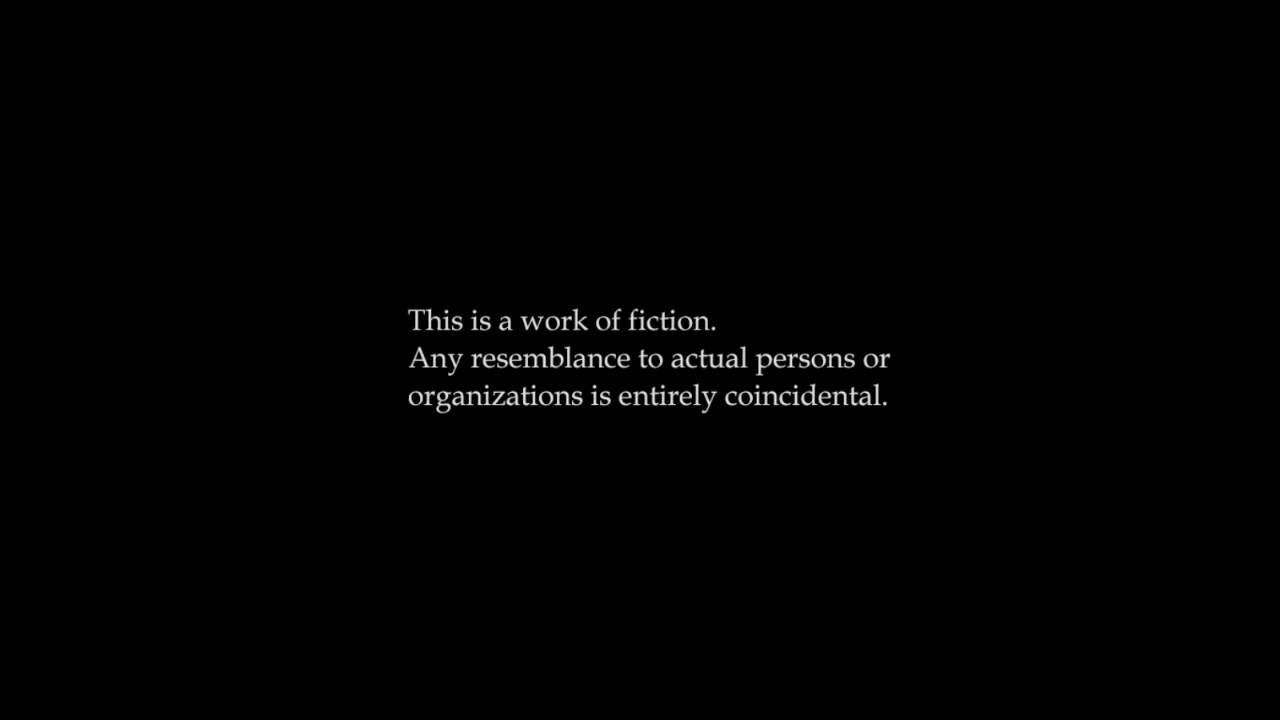 This is a work of fiction.
Any resemblance to actual persons or
organizations is entirely coincidental.